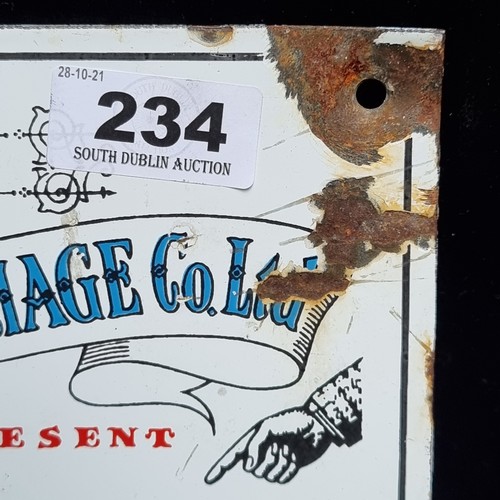 28-10-21
234
SOUTH DUBLIN AUCTION
IAGE Co. Ltd
ESENT